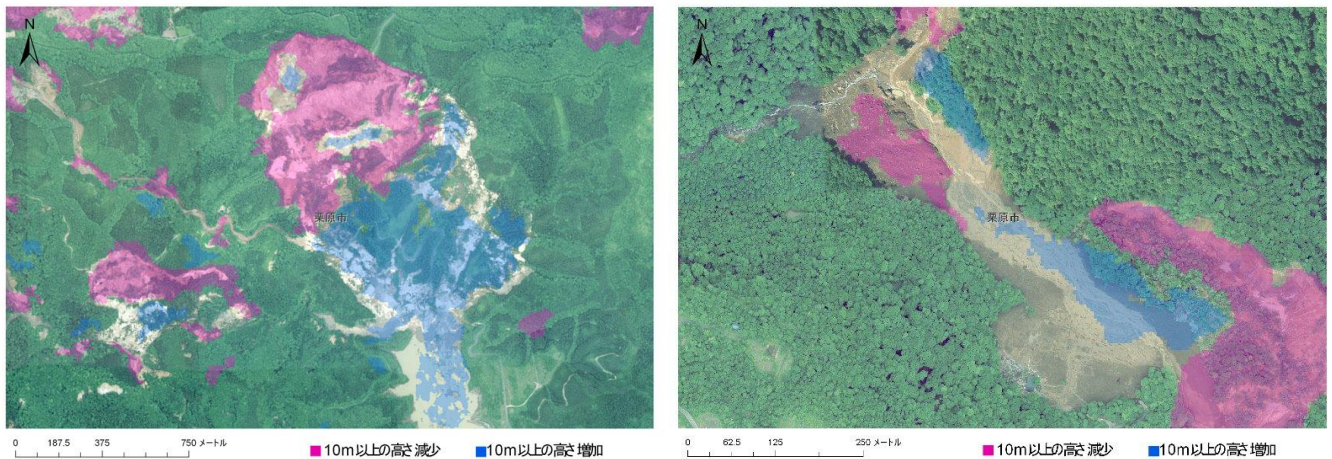 N
栗原市
0 187.5 375 750 メートル
■10m以上の高さ減少 ■10m以上の高さ増加
N
栗原市
0 62.5 125 250 メートル
■10m以上の高さ減少 ■10m以上の高さ増加